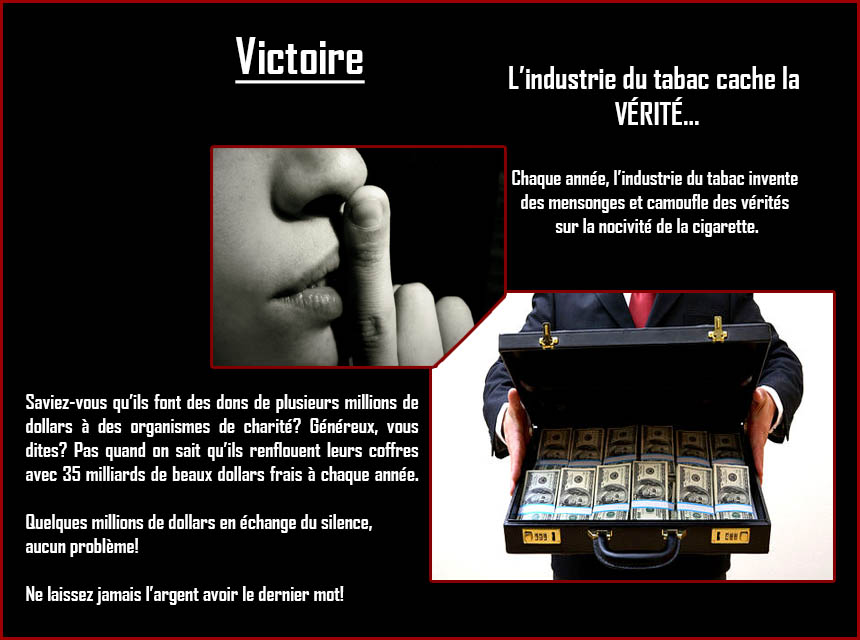 Victoire
L'industrie du tabac cache la
VÉRITÉ...
Chaque année, l'industrie du tabac invente
des mensonges et camoufle des vérités
sur la nocivité de la cigarette.
Saviez-vous qu'ils font des dons de plusieurs millions de
dollars à des organismes de charité? Généreux, vous
dites? Pas quand on sait qu'ils renflouent leurs coffres
avec 35 milliards de beaux dollars frais à chaque année.
Quelques millions de dollars en échange du silence,
aucun problème!
Ne laissez jamais l'argent avoir le dernier mot!